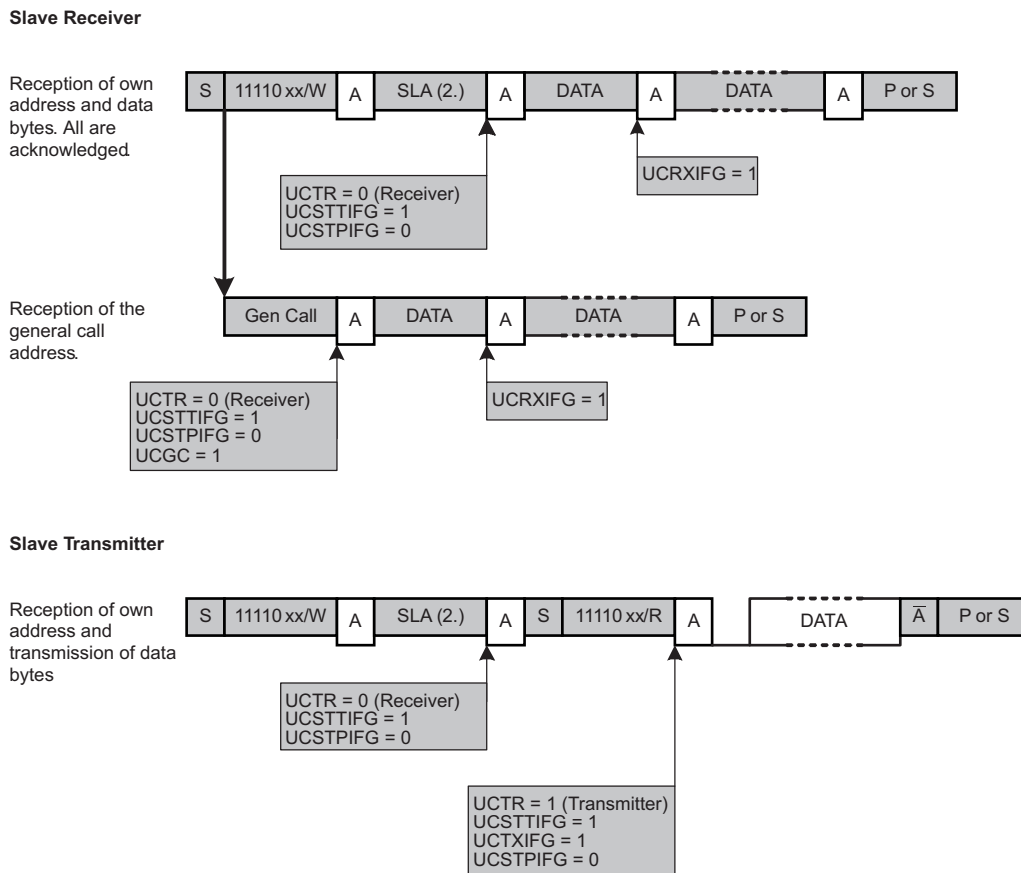 Slave Receiver
Reception of own
address and data
bytes. All are
acknowledged.
S 11110 xx/W A SLA (2.) A DATA A DATA A P or S
UCTR = 0 (Receiver)
UCSTTIFG = 1
UCSTPIFG = 0
UCRXIFG = 1
Reception of the
general call
address.
Gen Call A DATA A DATA A P or S
UCTR = 0 (Receiver)
UCSTTIFG = 1
UCSTPIFG = 0
UCGC = 1
UCRXIFG = 1
Slave Transmitter
Reception of own
address and
transmission of data
bytes
S 11110 xx/W A SLA (2.) A S 11110 xx/R A DATA A̅ P or S
UCTR = 0 (Receiver)
UCSTTIFG = 1
UCSTPIFG = 0
UCTR = 1 (Transmitter)
UCSTTIFG = 1
UCTXIFG = 1
UCSTPIFG = 0